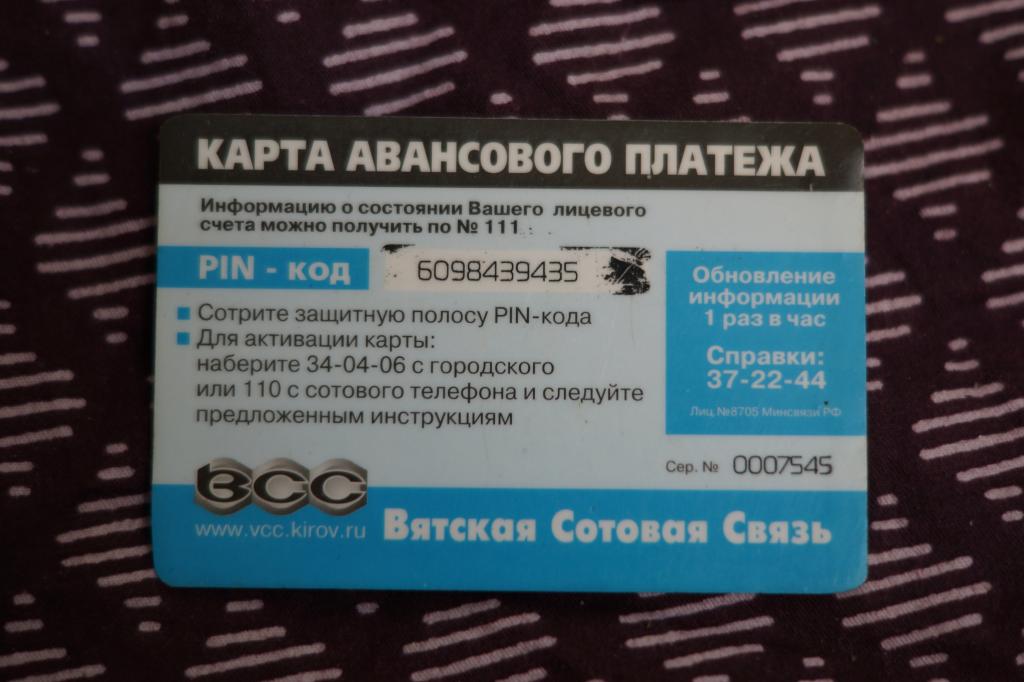 КАРТА АВАНСОВОГО ПЛАТЕЖА
Информацию о состоянии Вашего лицевого
счета можно получить по № 111
PIN - код
6098439435
Сотрите защитную полосу PIN-кода
Для активации карты:
наберите 34-04-06 с городского
или 110 с сотового телефона и следуйте
предложенным инструкциям
Обновление
информации
1 раз в час
Справки:
37-22-44
Лиц.№8705 Минсвязи РФ
Сер. № 0007545
ВСС
www.vcc.kirov.ru
Вятская Сотовая Связь